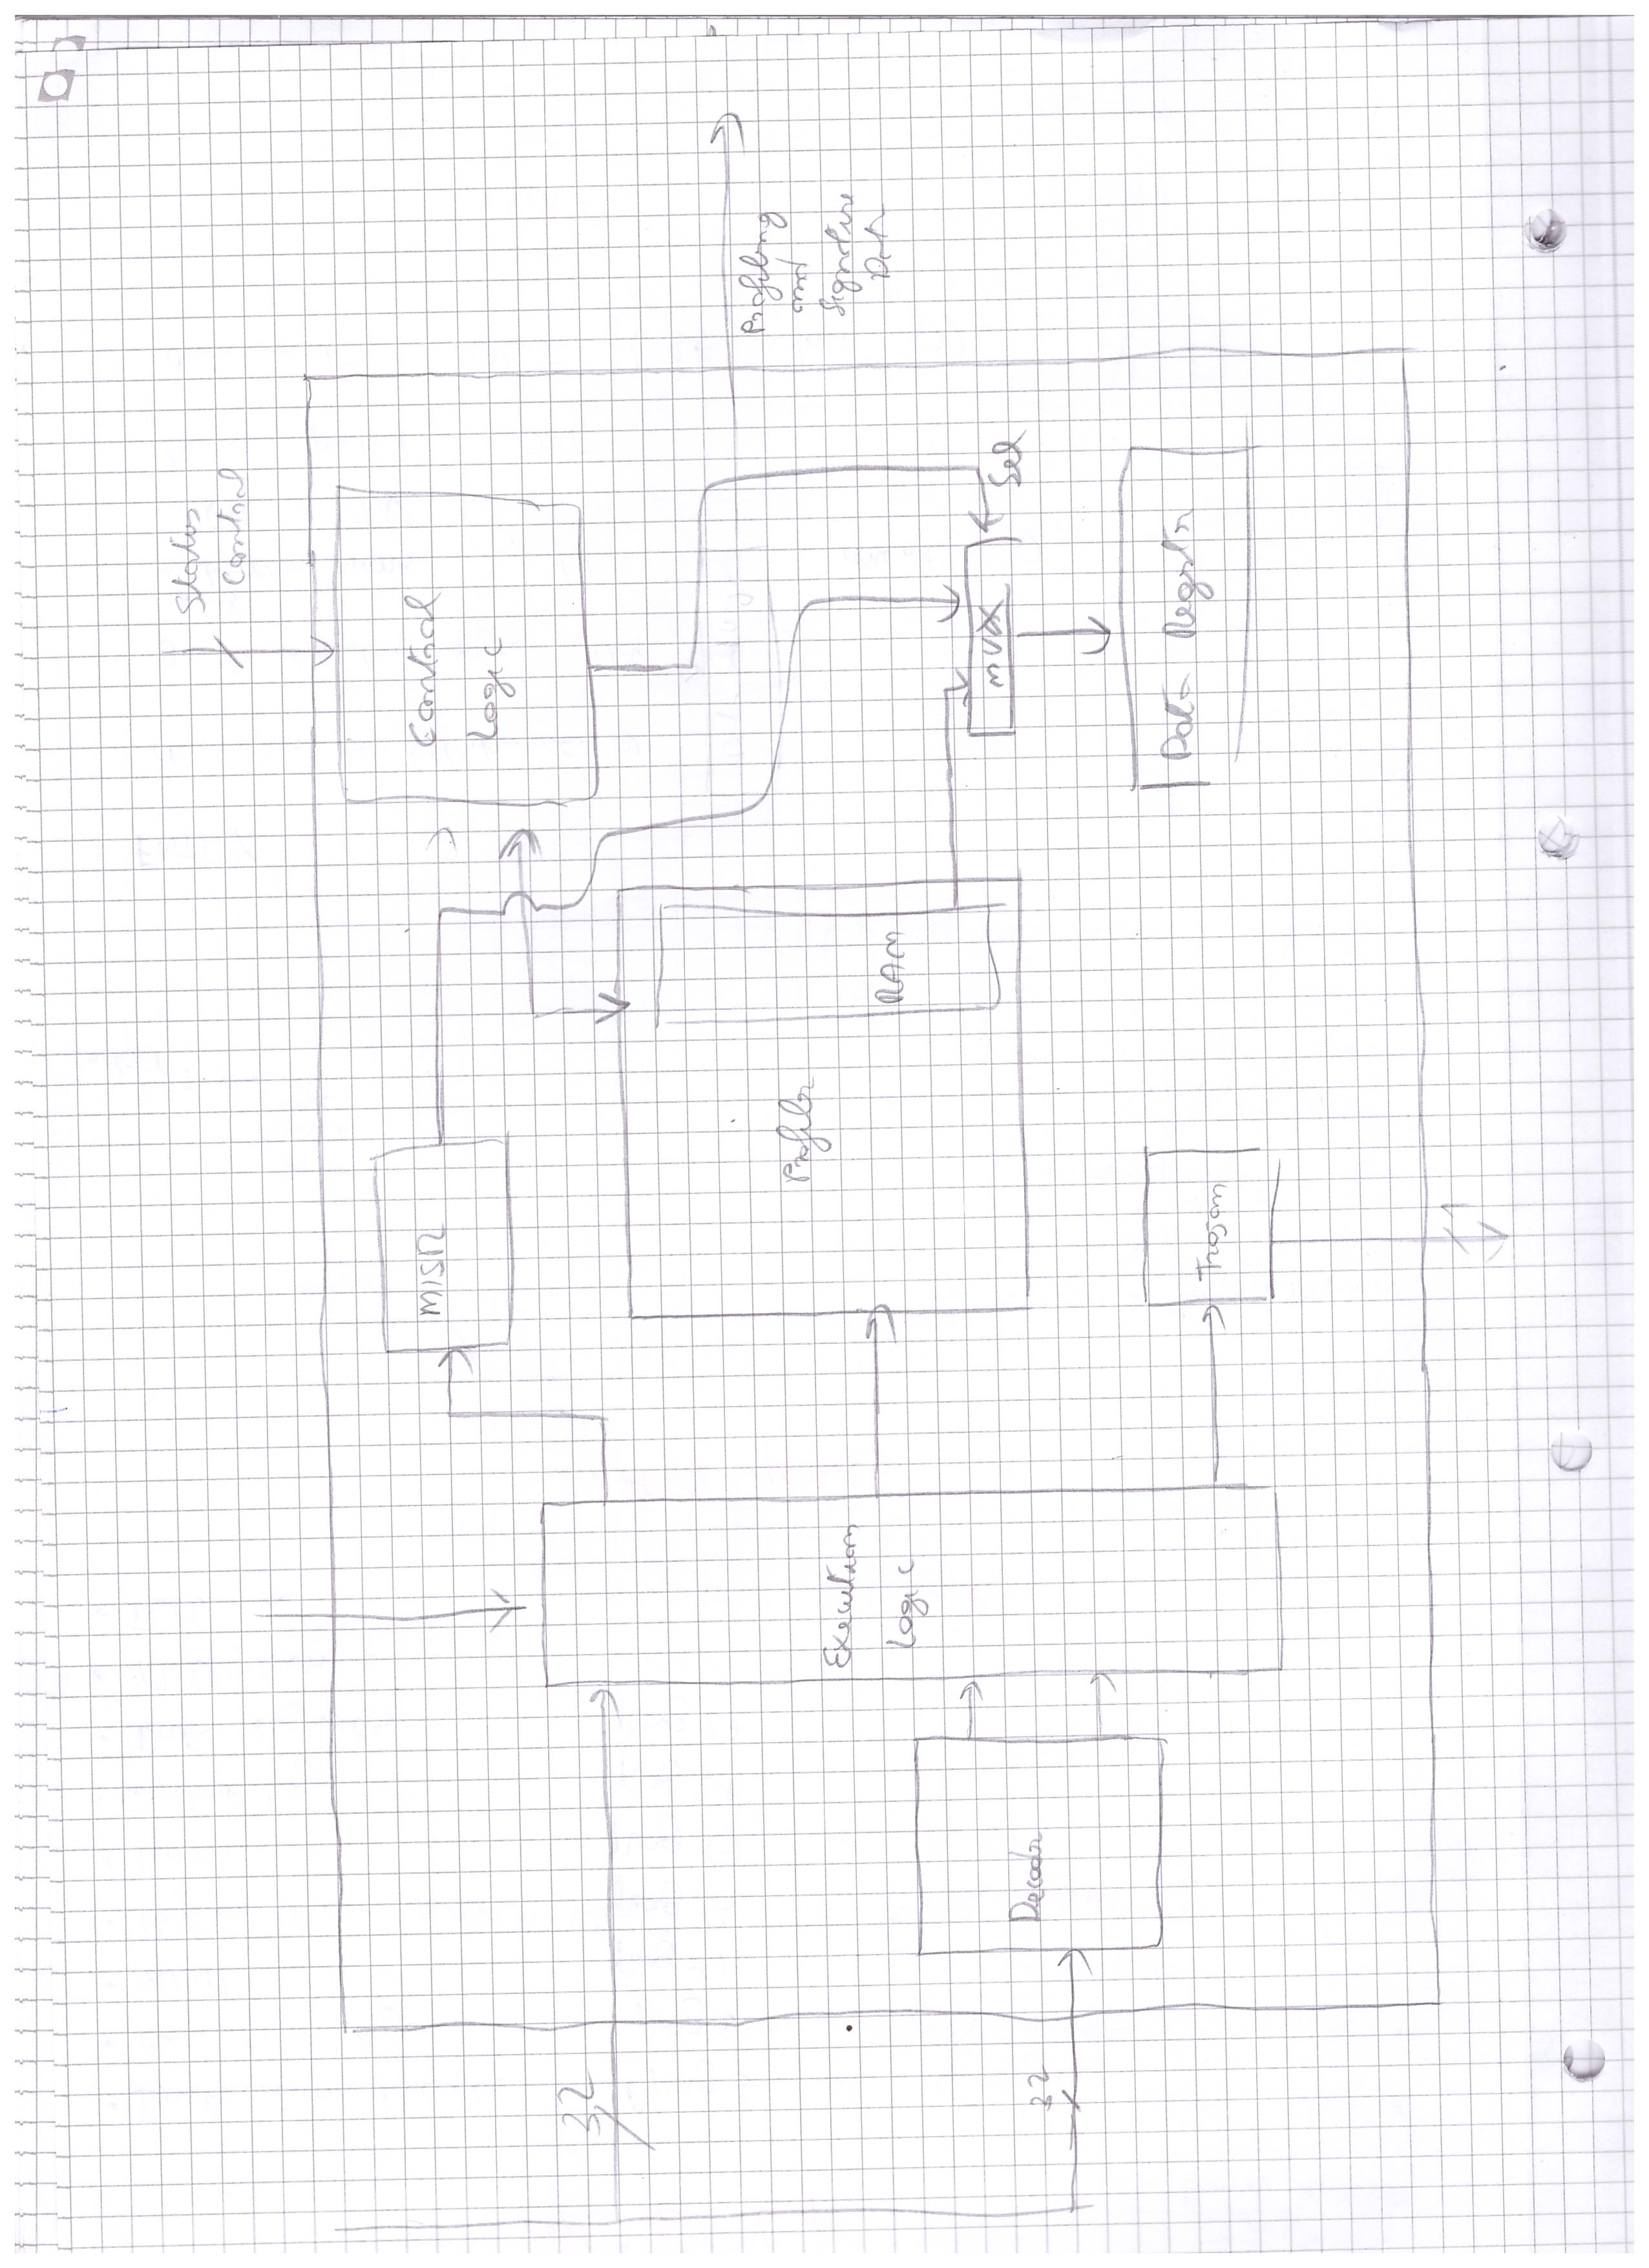 Status
Control
MISR
Control
Logic
32
Profiling
and
Signature
Data
Profiler
Execution
Logic
RAM
MUX
Sel
Decoder
32
Data Register
Trojan
1